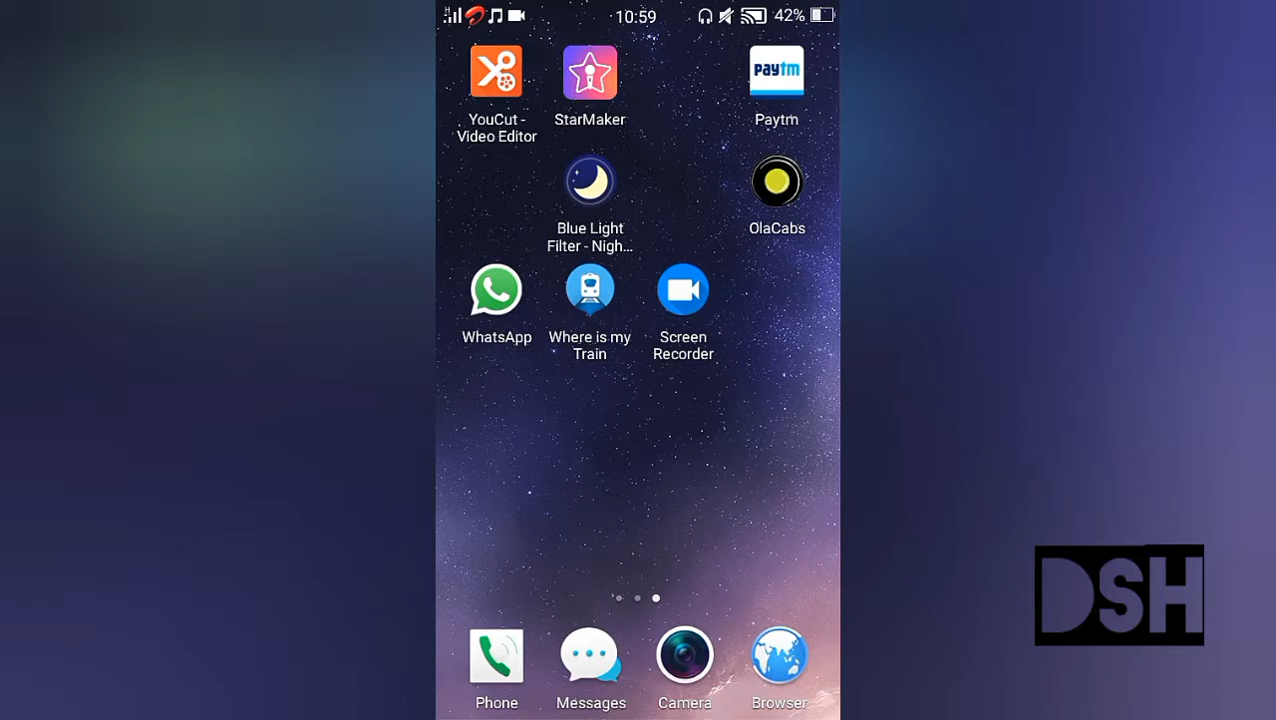 10:59
42%
YouCut -
Video Editor
StarMaker
paytm
Paytm
Blue Light
Filter - Nigh...
OlaCabs
WhatsApp
Where is my
Train
Screen
Recorder
DSH
Phone
Messages
Camera
Browser